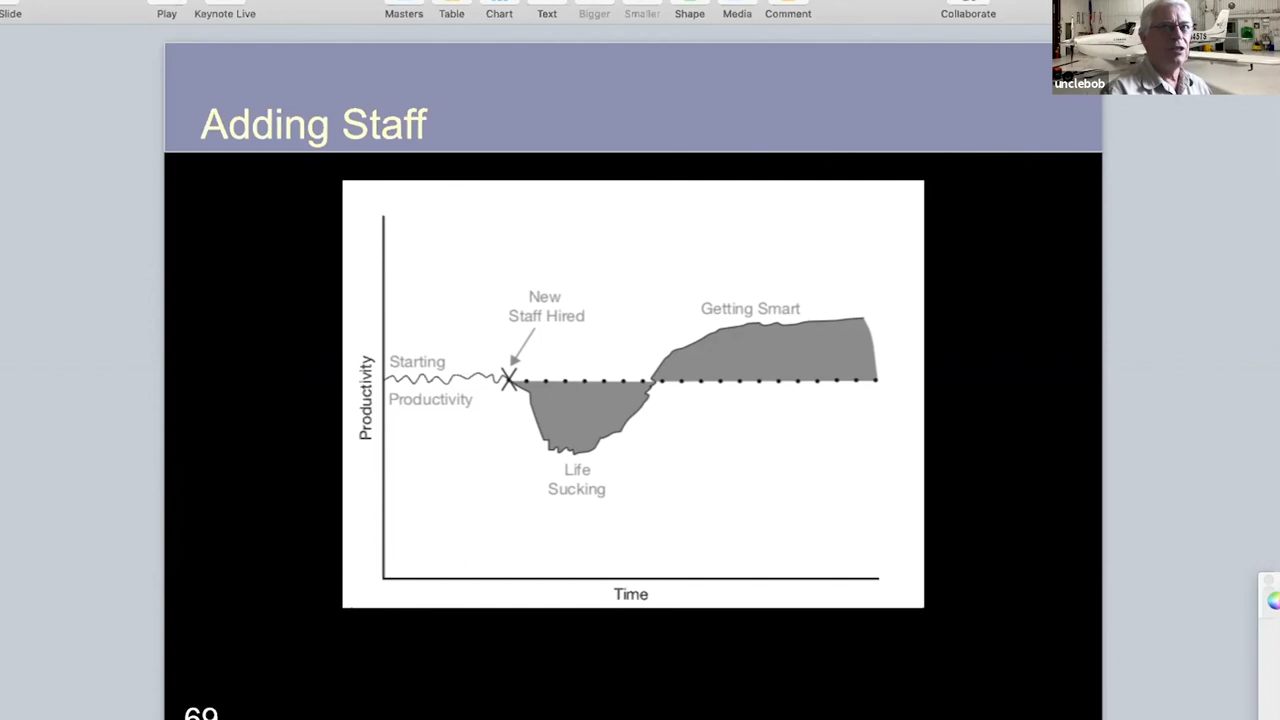 Slide
Play
Keynote Live
Masters
Table
Chart
Text
Bigger
Smaller
Shape
Media
Comment
Collaborate
unclebob
Adding Staff
New
Staff Hired
Getting Smart
Starting
Productivity
Productivity
Life
Sucking
Time
69